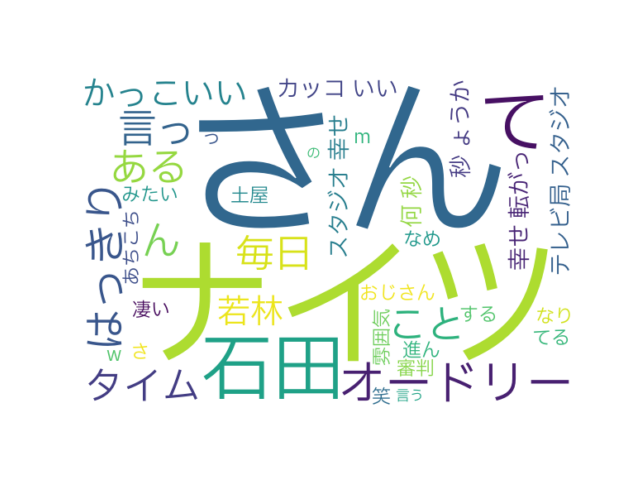 かっこいい
カッコ いい
さん
て
言っ
っ
ある
みたい
土屋
の
m
スタジオ 幸せ
秒 ょうか
幸せ 転がっ
テレビ局 スタジオ
何 秒
なめ
はっきり
あちこち
ん
毎日
ナイツ
凄い
若林
おじさん
こと
する
なり
てる
雰囲気
進ん
審判
w
さ
石田
タイム
オードリー
笑
言う